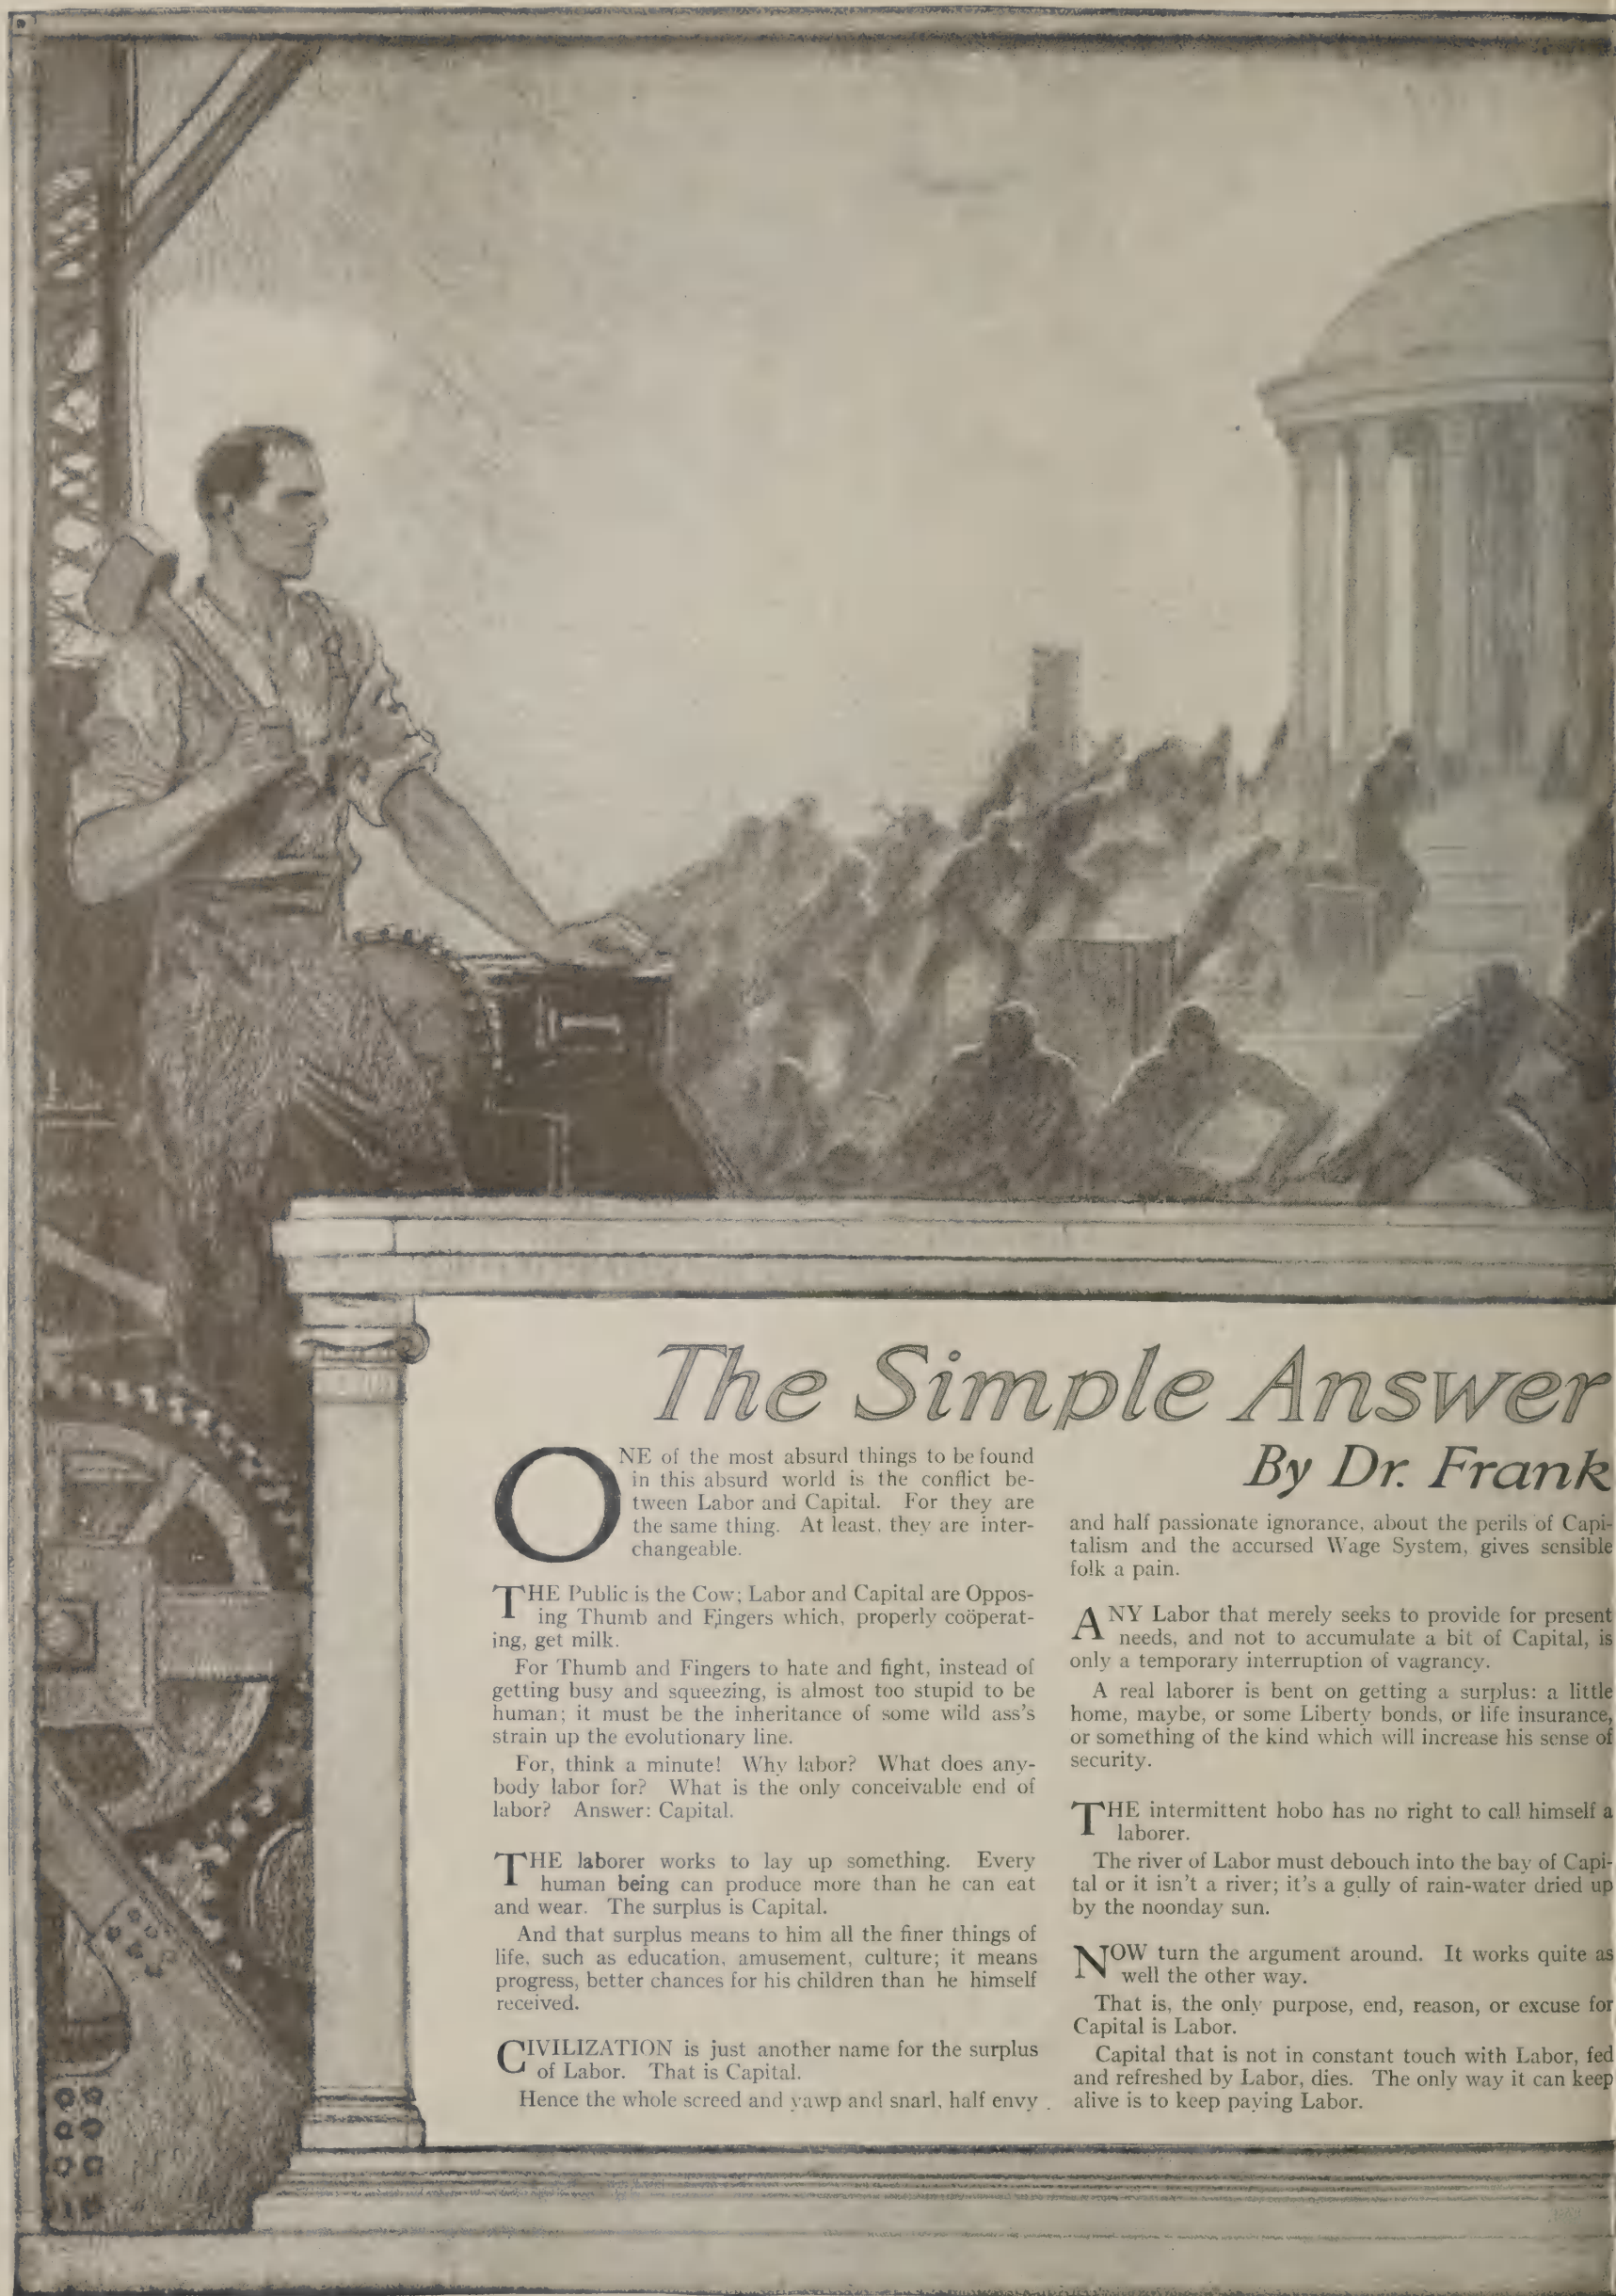 The Simple Answer
By Dr. Frank
ONE of the most absurd things to be found
in this absurd world is the conflict be-
tween Labor and Capital. For they are
the same thing. At least, they are inter-
changeable.
THE Public is the Cow; Labor and Capital are Oppos-
ing Thumb and Fingers which, properly coöperat-
ing, get milk.
For Thumb and Fingers to hate and fight, instead of
getting busy and squeezing, is almost too stupid to be
human; it must be the inheritance of some wild ass's
strain up the evolutionary line.
For, think a minute! Why labor? What does any-
body labor for? What is the only conceivable end of
labor? Answer: Capital.
THE laborer works to lay up something. Every
human being can produce more than he can eat
and wear. The surplus is Capital.
And that surplus means to him all the finer things of
life, such as education, amusement, culture; it means
progress, better chances for his children than he himself
received.
CIVILIZATION is just another name for the surplus
of Labor. That is Capital.
Hence the whole screed and yawp and snarl, half envy
and half passionate ignorance, about the perils of Capi-
talism and the accursed Wage System, gives sensible
folk a pain.
ANY Labor that merely seeks to provide for present
needs, and not to accumulate a bit of Capital, is
only a temporary interruption of vagrancy.
A real laborer is bent on getting a surplus: a little
home, maybe, or some Liberty bonds, or life insurance,
or something of the kind which will increase his sense of
security.
THE intermittent hobo has no right to call himself a
laborer.
The river of Labor must debouch into the bay of Capi-
tal or it isn't a river; it's a gully of rain-water dried up
by the noonday sun.
NOW turn the argument around. It works quite as
well the other way.
That is, the only purpose, end, reason, or excuse for
Capital is Labor.
Capital that is not in constant touch with Labor, fed
and refreshed by Labor, dies. The only way it can keep
alive is to keep paying Labor.